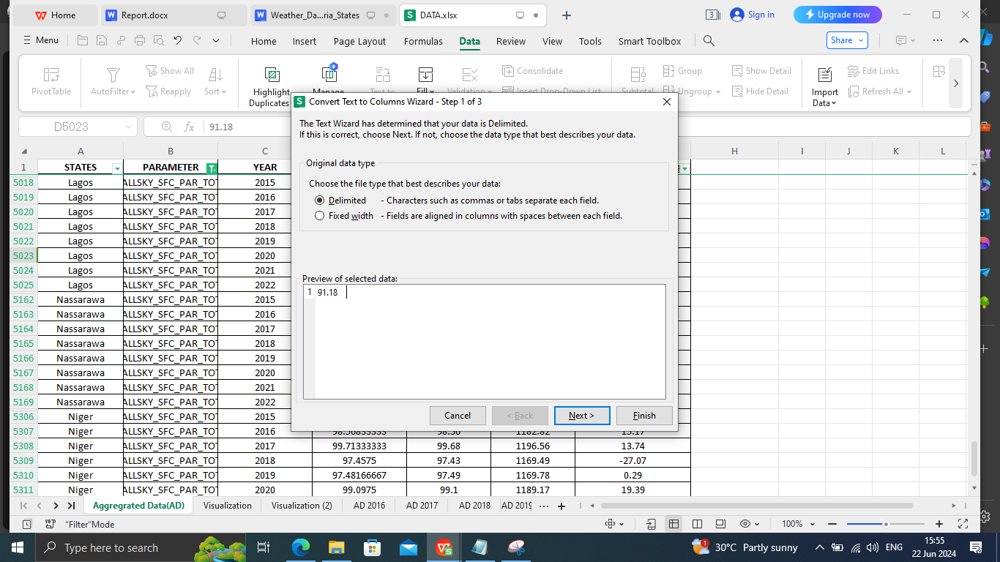 Home Report.docx Weather_Da...ria_States DATA.xlsx 3 Sign in Upgrade now
Menu Home Insert Page Layout Formulas Data Review View Tools Smart Toolbox Share
PivotTable AutoFilter Show All Reapply Sort Highlight Duplicates Manage Text to Fill Validation Consolidate Insert Drop-Down List Subtotal Group Ungroup Show Detail Hide Detail Import Data Edit Links Refresh All
D5023 fx 91.18
Convert Text to Columns Wizard - Step 1 of 3
The Text Wizard has determined that your data is Delimited.
If this is correct, choose Next. If not, choose the data type that best describes your data.
Original data type
Choose the file type that best describes your data:
Delimited - Characters such as commas or tabs separate each field.
Fixed width - Fields are aligned in columns with spaces between each field.
Preview of selected data:
1 91.18
Cancel < Back Next > Finish
A B C H I J K L
1 STATES PARAMETER YEAR
5018 Lagos ALLSKY_SFC_PAR_TOT 2015
5019 Lagos ALLSKY_SFC_PAR_TOT 2016
5020 Lagos ALLSKY_SFC_PAR_TOT 2017
5021 Lagos ALLSKY_SFC_PAR_TOT 2018
5022 Lagos ALLSKY_SFC_PAR_TOT 2019
5023 Lagos ALLSKY_SFC_PAR_TOT 2020
5024 Lagos ALLSKY_SFC_PAR_TOT 2021
5025 Lagos ALLSKY_SFC_PAR_TOT 2022
5162 Nassarawa ALLSKY_SFC_PAR_TOT 2015
5163 Nassarawa ALLSKY_SFC_PAR_TOT 2016
5164 Nassarawa ALLSKY_SFC_PAR_TOT 2017
5165 Nassarawa ALLSKY_SFC_PAR_TOT 2018
5166 Nassarawa ALLSKY_SFC_PAR_TOT 2019
5167 Nassarawa ALLSKY_SFC_PAR_TOT 2020
5168 Nassarawa ALLSKY_SFC_PAR_TOT 2021
5169 Nassarawa ALLSKY_SFC_PAR_TOT 2022
5306 Niger ALLSKY_SFC_PAR_TOT 2015
5307 Niger ALLSKY_SFC_PAR_TOT 2016 98.56833333 98.56 1182.82 15.17
5308 Niger ALLSKY_SFC_PAR_TOT 2017 99.71333333 99.68 1196.56 13.74
5309 Niger ALLSKY_SFC_PAR_TOT 2018 97.4575 97.43 1169.49 -27.07
5310 Niger ALLSKY_SFC_PAR_TOT 2019 97.48166667 97.49 1169.78 0.29
5311 Niger ALLSKY_SFC_PAR_TOT 2020 99.0975 99.1 1189.17 19.39
Aggregrated Data(AD) Visualization Visualization (2) AD 2016 AD 2017 AD 2018 AD 2019 ... +
"Filter"Mode 100%
Type here to search 30°C Partly sunny ENG 15:55
22 Jun 2024